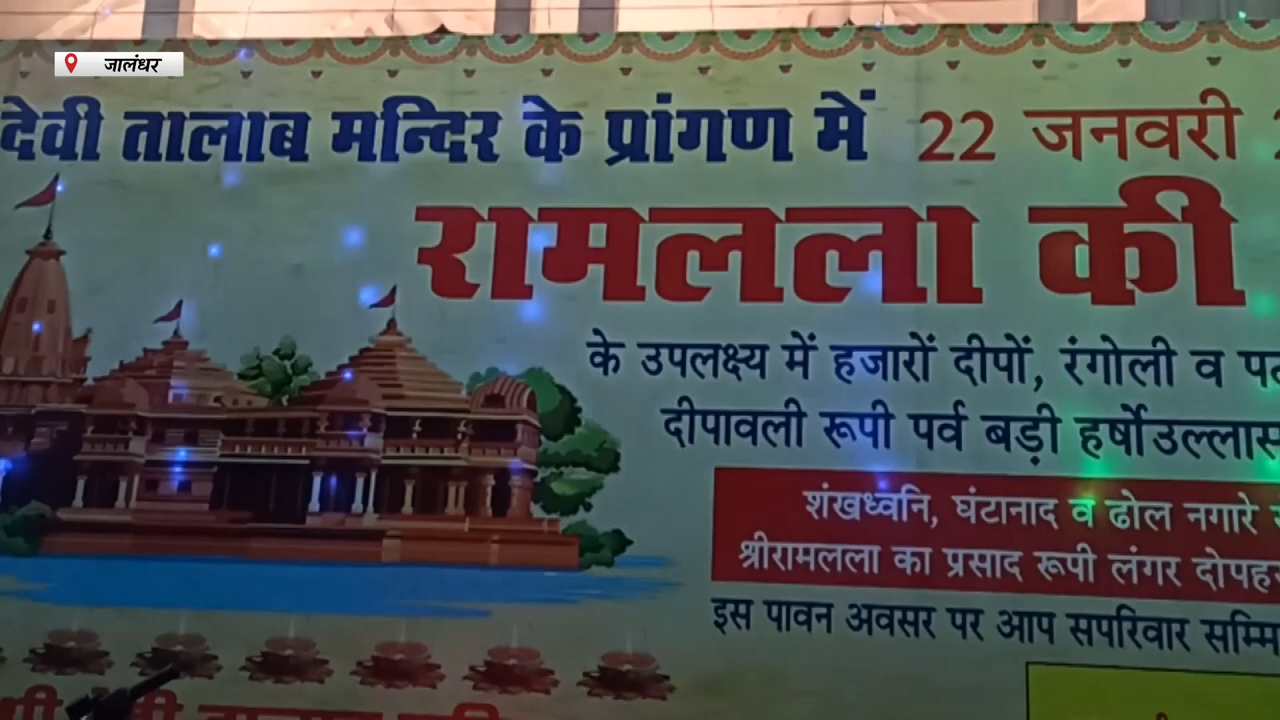 जालंधर
देवी तालाब मन्दिर के प्रांगण में 22 जनवरी
रामलला की
के उपलक्ष्य में हजारों दीपों, रंगोली व
दीपावली रूपी पर्व बड़ी हर्षोउल्लास
शंखध्वनि, घंटानाद व ढोल नगारे
श्रीरामलला का प्रसाद रूपी लंगर
इस पावन अवसर पर आप सपरिवार